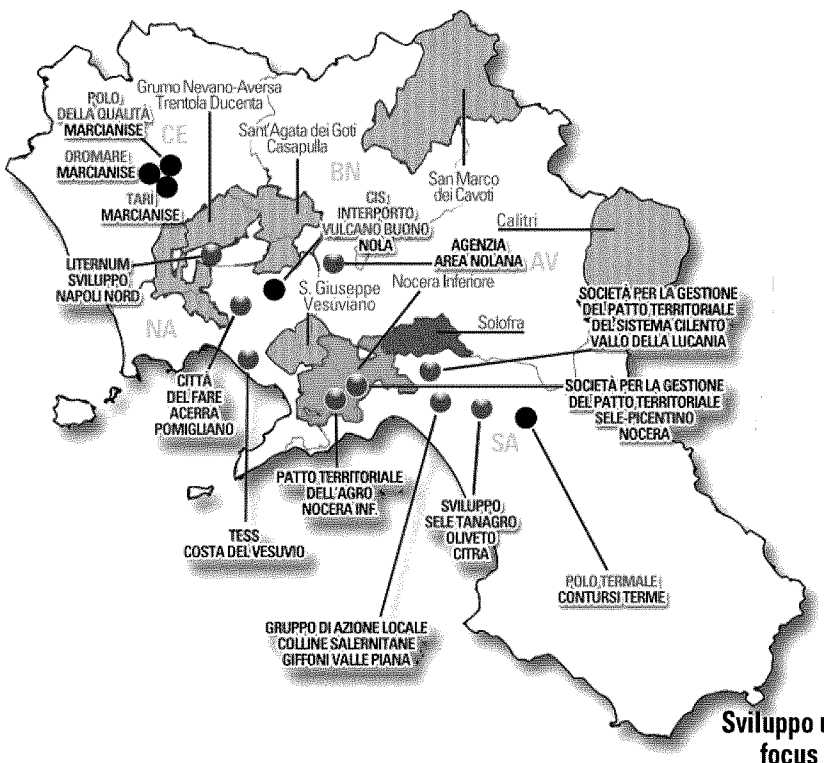 Grumo Nevano-Aversa
Trentola Ducenta
POLO
DELLA QUALITÀ
MARCIANISE
CE
OROMARE
MARCIANISE
TARI
MARCIANISE
Sant'Agata dei Goti
Casapulla
BN
San Marco
dei Cavoti
CIS
INTERPORTO
VULCANO BUONO
NOLA
Calitri
AGENZIA
AREA NOLANA
AV
LITERNUM
SVILUPPO
NAPOLI NORD
S. Giuseppe
Vesuviano
Nocera Inferiore
Solofra
SOCIETÀ PER LA GESTIONE
DEL PATTO TERRITORIALE
DEL SISTEMA CILENTO
VALLO DELLA LUCANIA
NA
CITTÀ
DEL FARE
ACERRA
POMIGLIANO
SOCIETÀ PER LA GESTIONE
DEL PATTO TERRITORIALE
SELE-PICENTINO
NOCERA
SA
PATTO TERRITORIALE
DELL'AGRO
NOCERA INF.
TESS
COSTA DEL VESUVIO
SVILUPPO
SELE TANAGRO
OLIVETO
CITRA
POLO TERMALE
CONTURSI TERME
GRUPPO DI AZIONE LOCALE
COLLINE SALERNITANE
GIFFONI VALLE PIANA
Sviluppo
focus